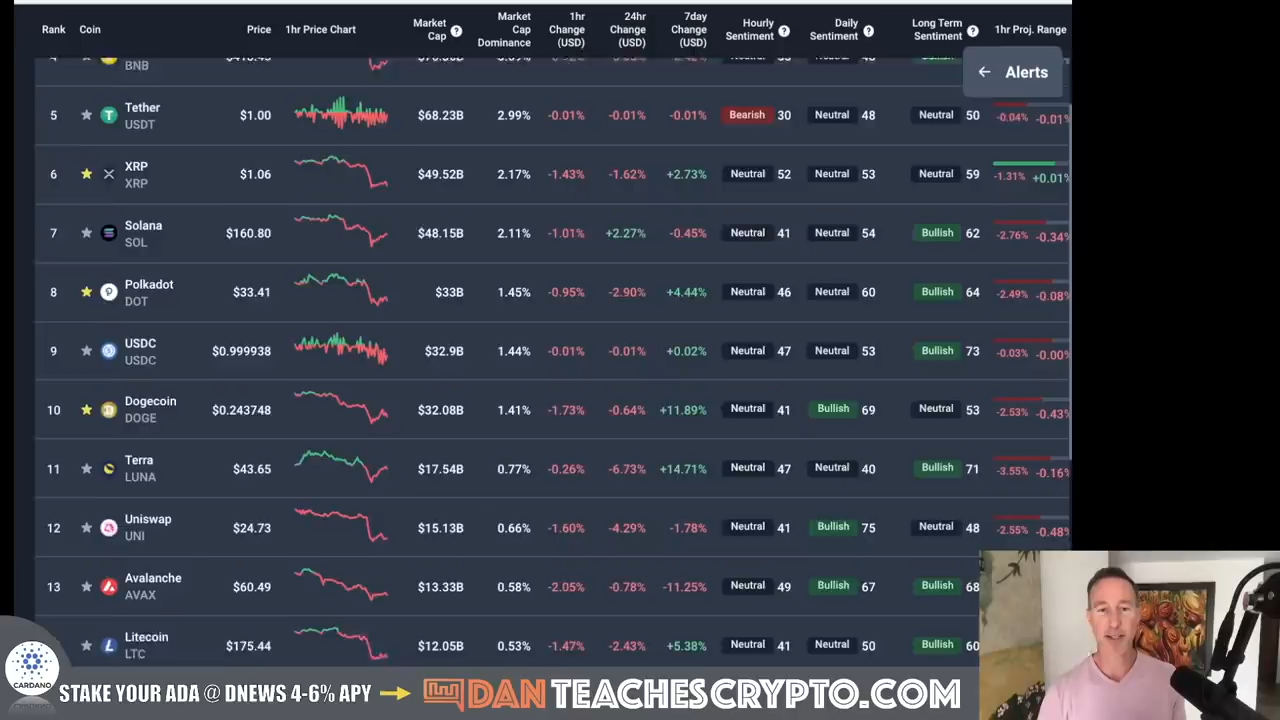 Rank Coin Price 1hr Price Chart Market Cap ? Market Cap Dominance 1hr Change (USD) 24hr Change (USD) 7day Change (USD) Hourly Sentiment ? Daily Sentiment ? Long Term Sentiment ? 1hr Proj. Range
BNB
← Alerts
5 Tether USDT $1.00 $68.23B 2.99% -0.01% -0.01% -0.01% Bearish 30 Neutral 48 Neutral 50 -0.04% -0.01%
6 XRP XRP $1.06 $49.52B 2.17% -1.43% -1.62% +2.73% Neutral 52 Neutral 53 Neutral 59 -1.31% +0.01%
7 Solana SOL $160.80 $48.15B 2.11% -1.01% +2.27% -0.45% Neutral 41 Neutral 54 Bullish 62 -2.76% -0.34%
8 Polkadot DOT $33.41 $33B 1.45% -0.95% -2.90% +4.44% Neutral 46 Neutral 60 Bullish 64 -2.49% -0.08%
9 USDC USDC $0.999938 $32.9B 1.44% -0.01% -0.01% +0.02% Neutral 47 Neutral 53 Bullish 73 -0.03% -0.00%
10 Dogecoin DOGE $0.243748 $32.08B 1.41% -1.73% -0.64% +11.89% Neutral 41 Bullish 69 Neutral 53 -2.53% -0.43%
11 Terra LUNA $43.65 $17.54B 0.77% -0.26% -6.73% +14.71% Neutral 47 Neutral 40 Bullish 71 -3.55% -0.16%
12 Uniswap UNI $24.73 $15.13B 0.66% -1.60% -4.29% -1.78% Neutral 41 Bullish 75 Neutral 48 -2.55% -0.48%
13 Avalanche AVAX $60.49 $13.33B 0.58% -2.05% -0.78% -11.25% Neutral 49 Bullish 67 Bullish 68
Litecoin LTC $175.44 $12.05B 0.53% -1.47% -2.43% +5.38% Neutral 41 Neutral 50 Bullish 60
CARDANO
STAKE YOUR ADA @ DNEWS 4-6% APY → DAN TEACHESCRYPTO.COM